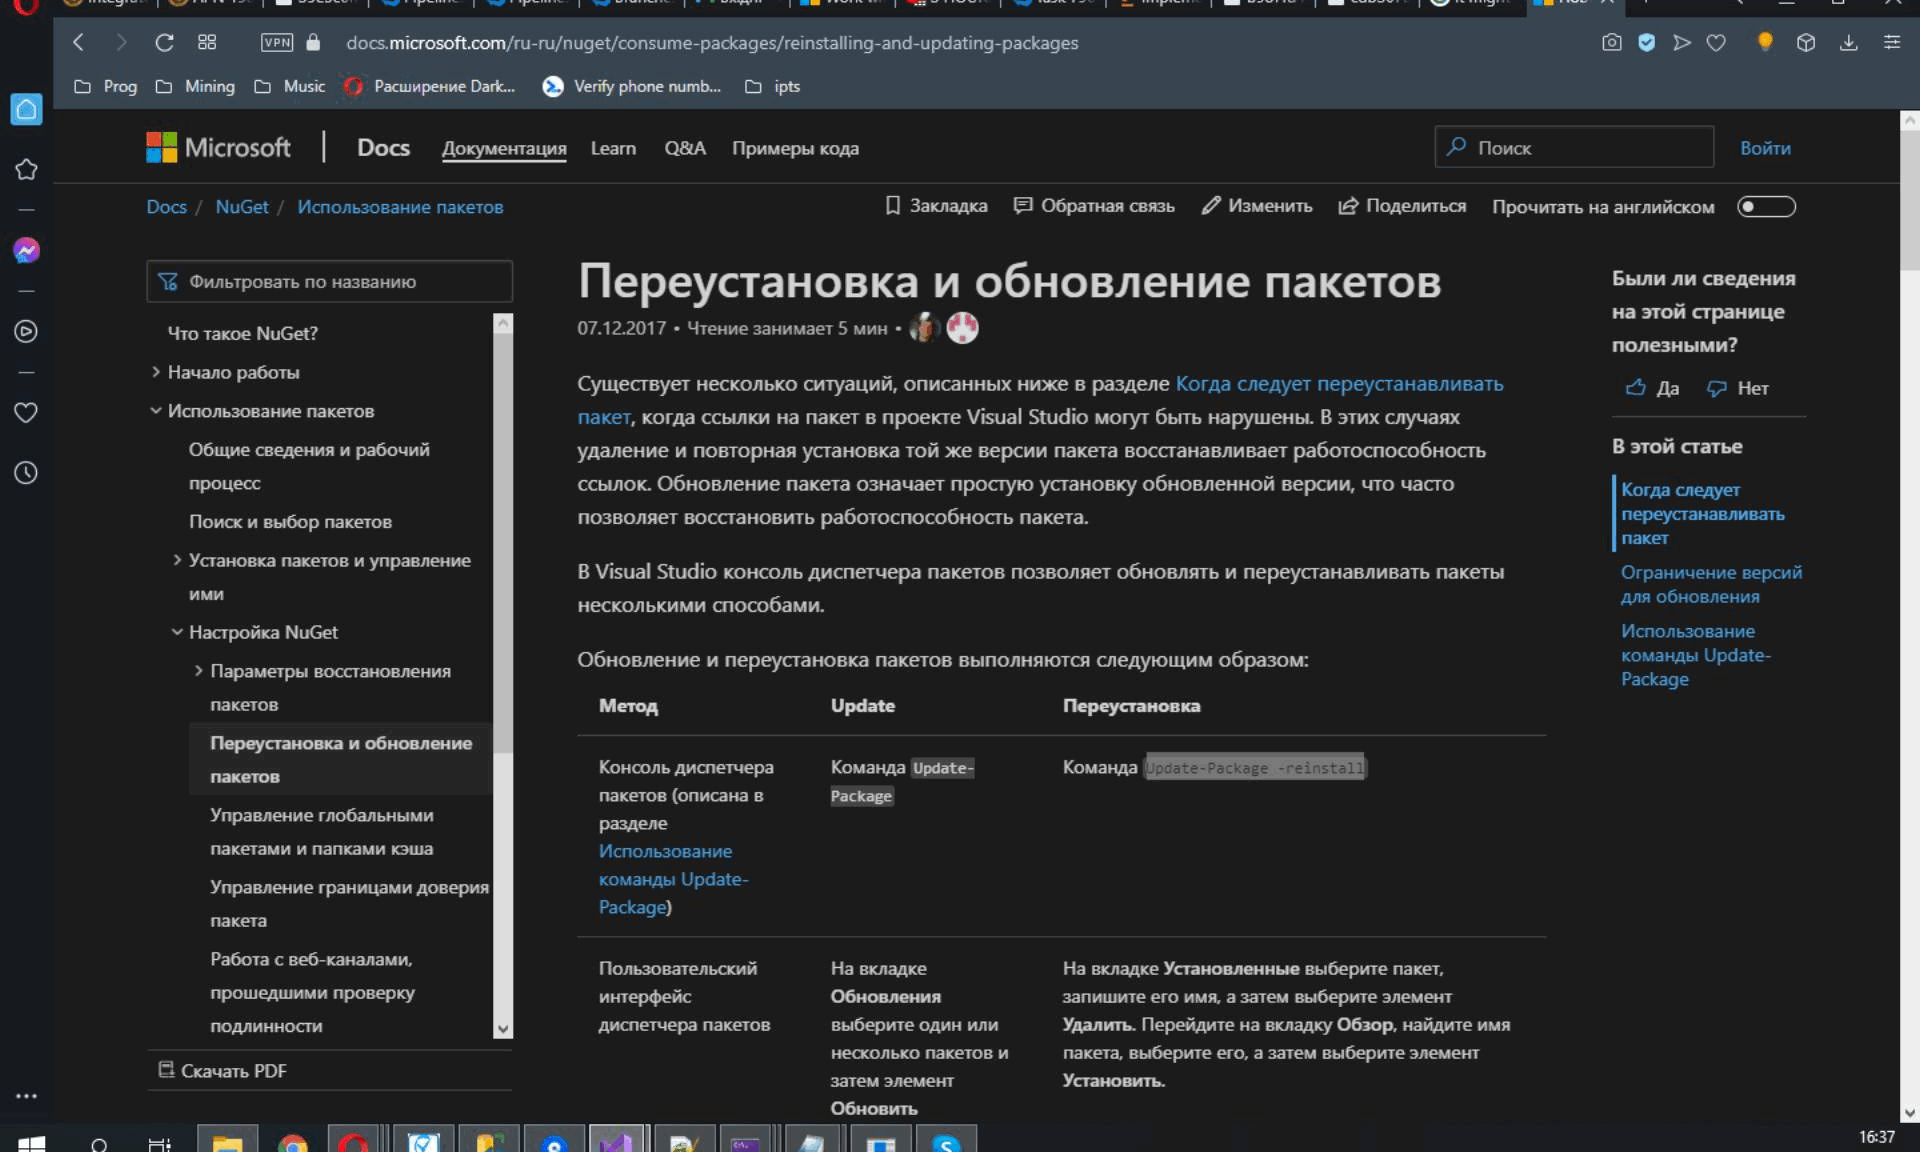 VPN docs.microsoft.com/ru-ru/nuget/consume-packages/reinstalling-and-updating-packages
Prog Mining Music Расширение Dark... Verify phone numb... ipts
Microsoft Docs Документация Learn Q&A Примеры кода Поиск Войти
Docs / NuGet / Использование пакетов
Закладка Обратная связь Изменить Поделиться Прочитать на английском
Фильтровать по названию
Что такое NuGet?
Начало работы
Использование пакетов
Общие сведения и рабочий
процесс
Поиск и выбор пакетов
Установка пакетов и управление
ими
Настройка NuGet
Параметры восстановления
пакетов
Переустановка и обновление
пакетов
Управление глобальными
пакетами и папками кэша
Управление границами доверия
пакета
Работа с веб-каналами,
прошедшими проверку
подлинности
Скачать PDF
Переустановка и обновление пакетов
07.12.2017 • Чтение занимает 5 мин •
Существует несколько ситуаций, описанных ниже в разделе Когда следует переустанавливать
пакет, когда ссылки на пакет в проекте Visual Studio могут быть нарушены. В этих случаях
удаление и повторная установка той же версии пакета восстанавливает работоспособность
ссылок. Обновление пакета означает простую установку обновленной версии, что часто
позволяет восстановить работоспособность пакета.
В Visual Studio консоль диспетчера пакетов позволяет обновлять и переустанавливать пакеты
несколькими способами.
Обновление и переустановка пакетов выполняются следующим образом:
Метод Update Переустановка
Консоль диспетчера
пакетов (описана в
разделе
Использование
команды Update-
Package)
Команда Update-
Package
Команда Update-Package -reinstall
Пользовательский
интерфейс
диспетчера пакетов
На вкладке
Обновления
выберите один или
несколько пакетов и
затем элемент
Обновить
На вкладке Установленные выберите пакет,
запишите его имя, а затем выберите элемент
Удалить. Перейдите на вкладку Обзор, найдите имя
пакета, выберите его, а затем выберите элемент
Установить.
Были ли сведения
на этой странице
полезными?
Да Нет
В этой статье
Когда следует
переустанавливать
пакет
Ограничение версий
для обновления
Использование
команды Update-
Package
16:37